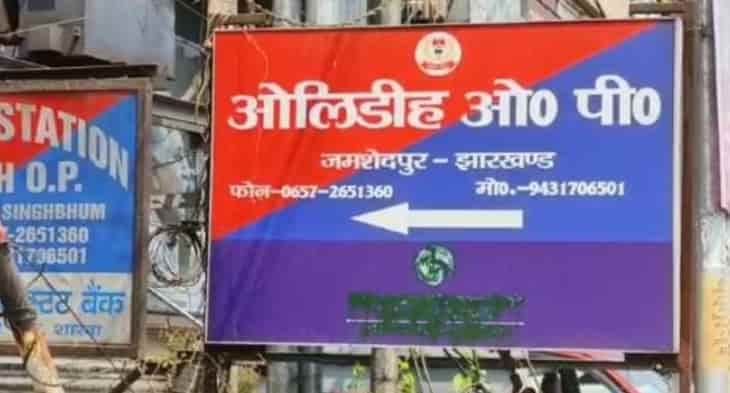 STATION
H O.P.
SINGHBHUM
-2651360
1706501
स्टेट बैंक
शाखा
ओलिडीह ओ0 पी0
जमशेदपुर - झारखण्ड
फोन-0657-2651360 मो0.-9431706501